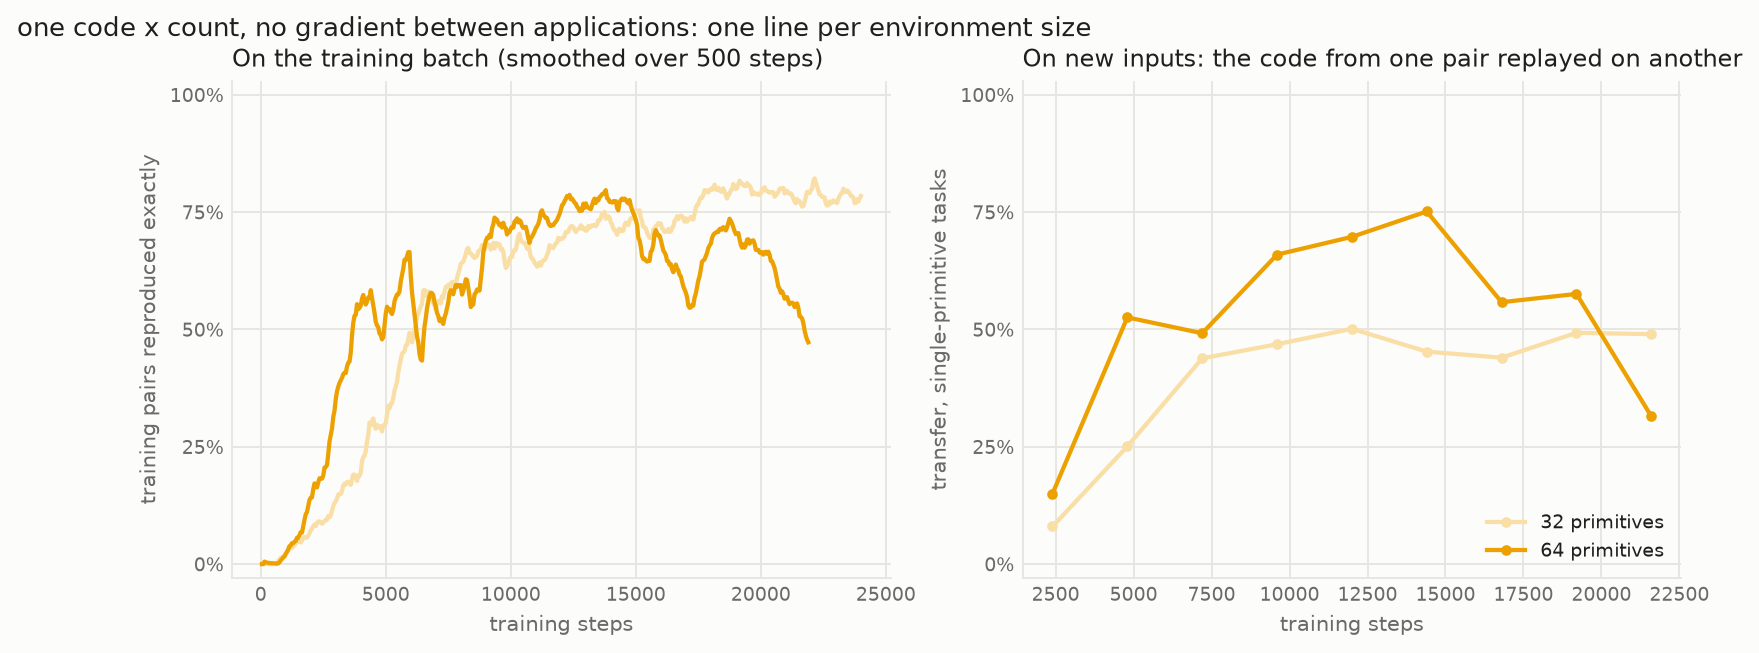 one code x count, no gradient between applications: one line per environment size
On the training batch (smoothed over 500 steps)
training pairs reproduced exactly
100%
75%
50%
25%
0%
0 5000 10000 15000 20000 25000
training steps
On new inputs: the code from one pair replayed on another
transfer, single-primitive tasks
100%
75%
50%
25%
0%
32 primitives
64 primitives
2500 5000 7500 10000 12500 15000 17500 20000 22500
training steps